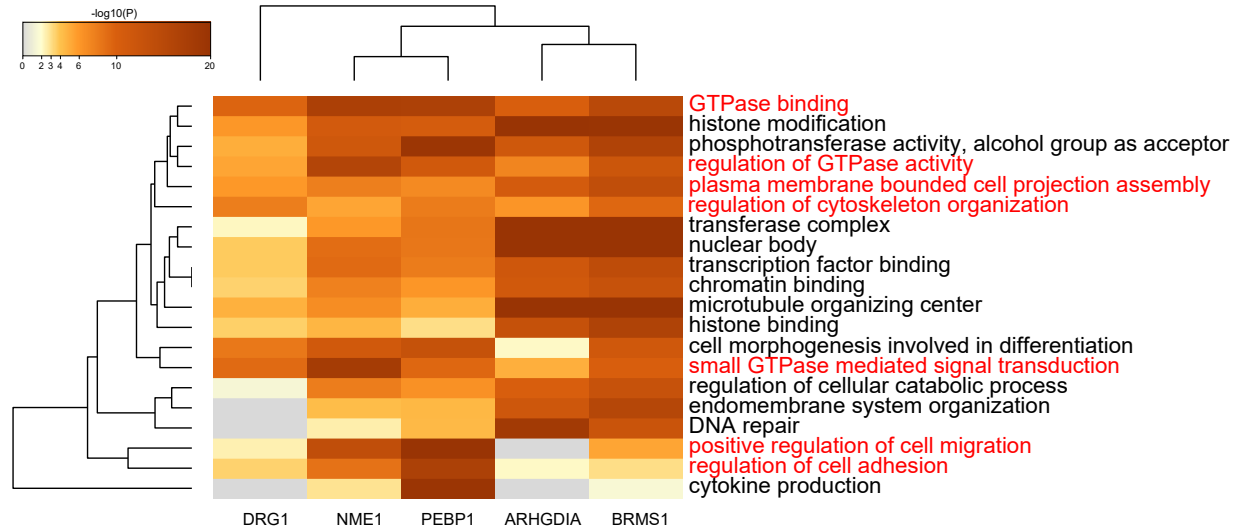 -log10(P)
0 2 3 4 6 10 20
GTPase binding
histone modification
phosphotransferase activity, alcohol group as acceptor
regulation of GTPase activity
plasma membrane bounded cell projection assembly
regulation of cytoskeleton organization
transferase complex
nuclear body
transcription factor binding
chromatin binding
microtubule organizing center
histone binding
cell morphogenesis involved in differentiation
small GTPase mediated signal transduction
regulation of cellular catabolic process
endomembrane system organization
DNA repair
positive regulation of cell migration
regulation of cell adhesion
cytokine production
DRG1 NME1 PEBP1 ARHGDIA BRMS1